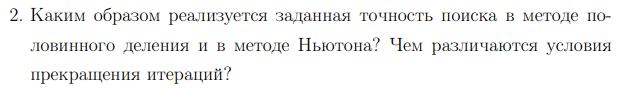 2. Каким образом реализуется заданная точность поиска в методе по-
ловинного деления и в методе Ньютона? Чем различаются условия
прекращения итераций?